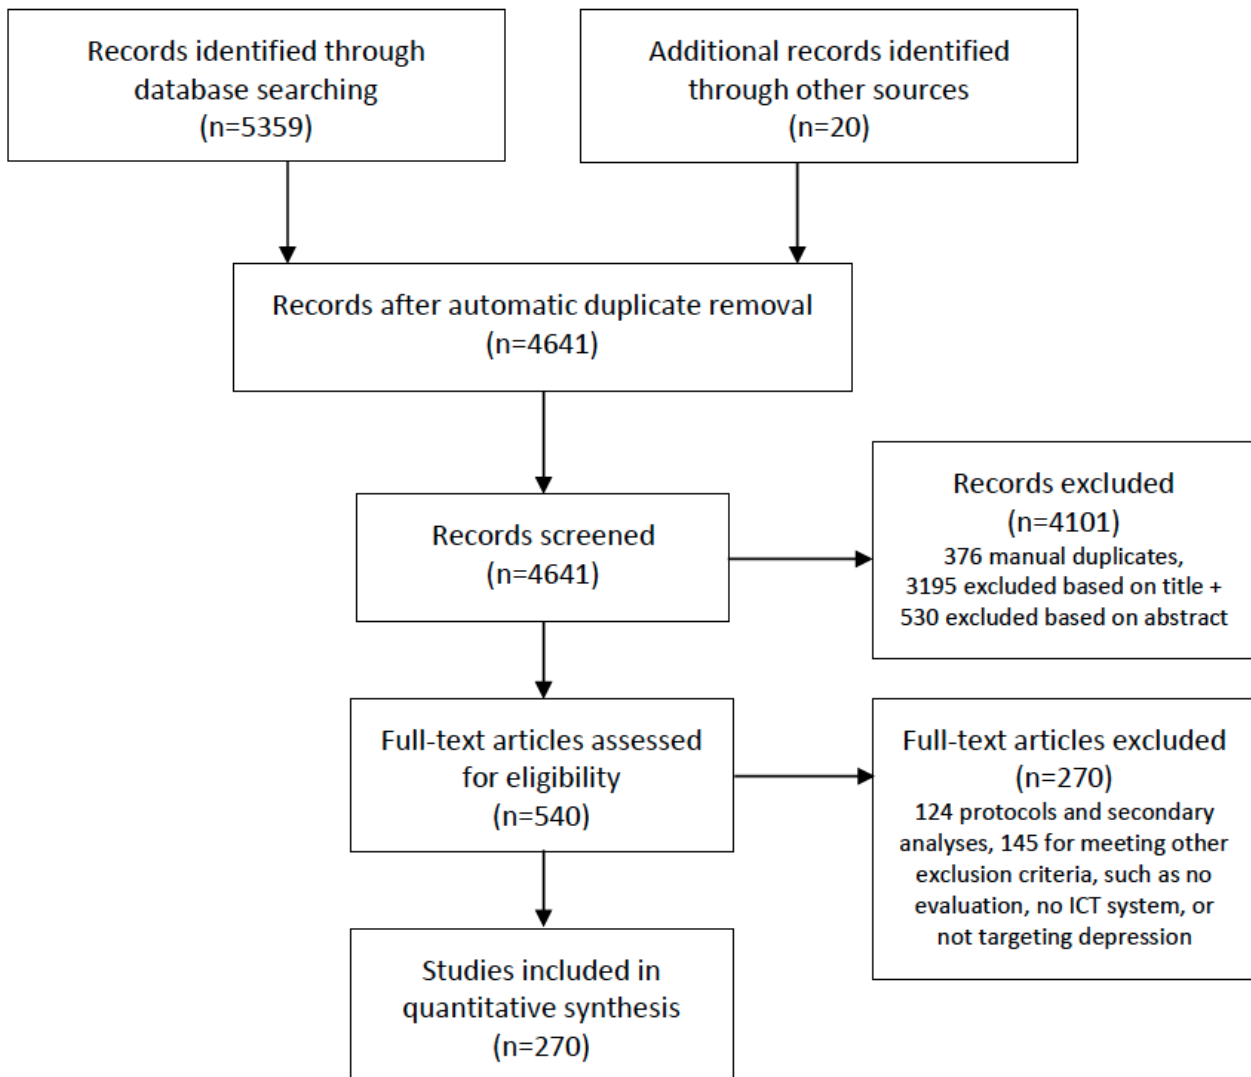 Records identified through
database searching
(n=5359)
Additional records identified
through other sources
(n=20)
Records after automatic duplicate removal
(n=4641)
Records screened
(n=4641)
Records excluded
(n=4101)
376 manual duplicates,
3195 excluded based on title +
530 excluded based on abstract
Full-text articles assessed
for eligibility
(n=540)
Full-text articles excluded
(n=270)
124 protocols and secondary
analyses, 145 for meeting other
exclusion criteria, such as no
evaluation, no ICT system, or
not targeting depression
Studies included in
quantitative synthesis
(n=270)